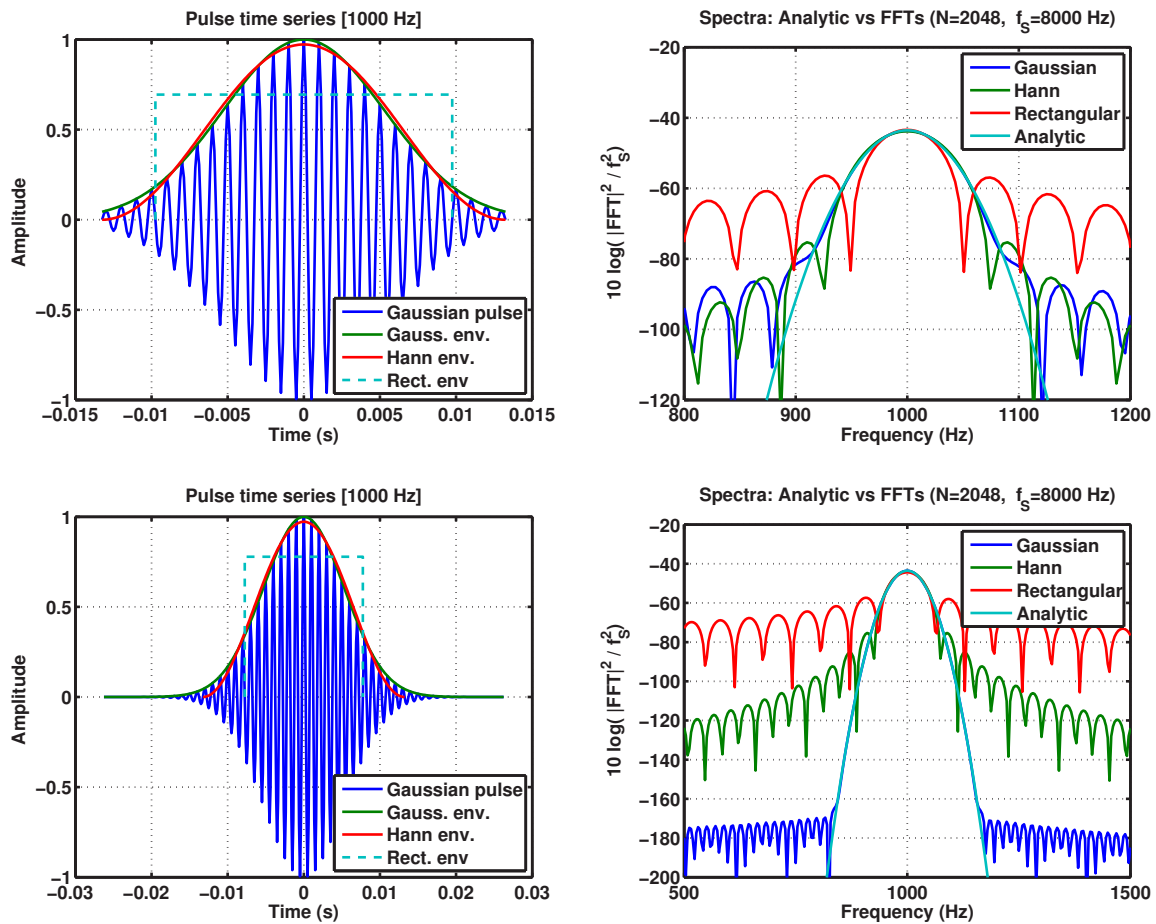 Pulse time series [1000 Hz]
1
0.5
0
−0.5
−1
Amplitude
Gaussian pulse
Gauss. env.
Hann env.
Rect. env
−0.015 −0.01 −0.005 0 0.005 0.01 0.015
Time (s)
Spectra: Analytic vs FFTs (N=2048, f_S=8000 Hz)
−20
−40
−60
−80
−100
−120
10 log( |FFT|² / f²_S )
Gaussian
Hann
Rectangular
Analytic
800 900 1000 1100 1200
Frequency (Hz)
Pulse time series [1000 Hz]
1
0.5
0
−0.5
−1
Amplitude
Gaussian pulse
Gauss. env.
Hann env.
Rect. env
−0.03 −0.02 −0.01 0 0.01 0.02 0.03
Time (s)
Spectra: Analytic vs FFTs (N=2048, f_S=8000 Hz)
−20
−40
−60
−80
−100
−120
−140
−160
−180
−200
10 log( |FFT|² / f²_S )
Gaussian
Hann
Rectangular
Analytic
500 1000 1500
Frequency (Hz)